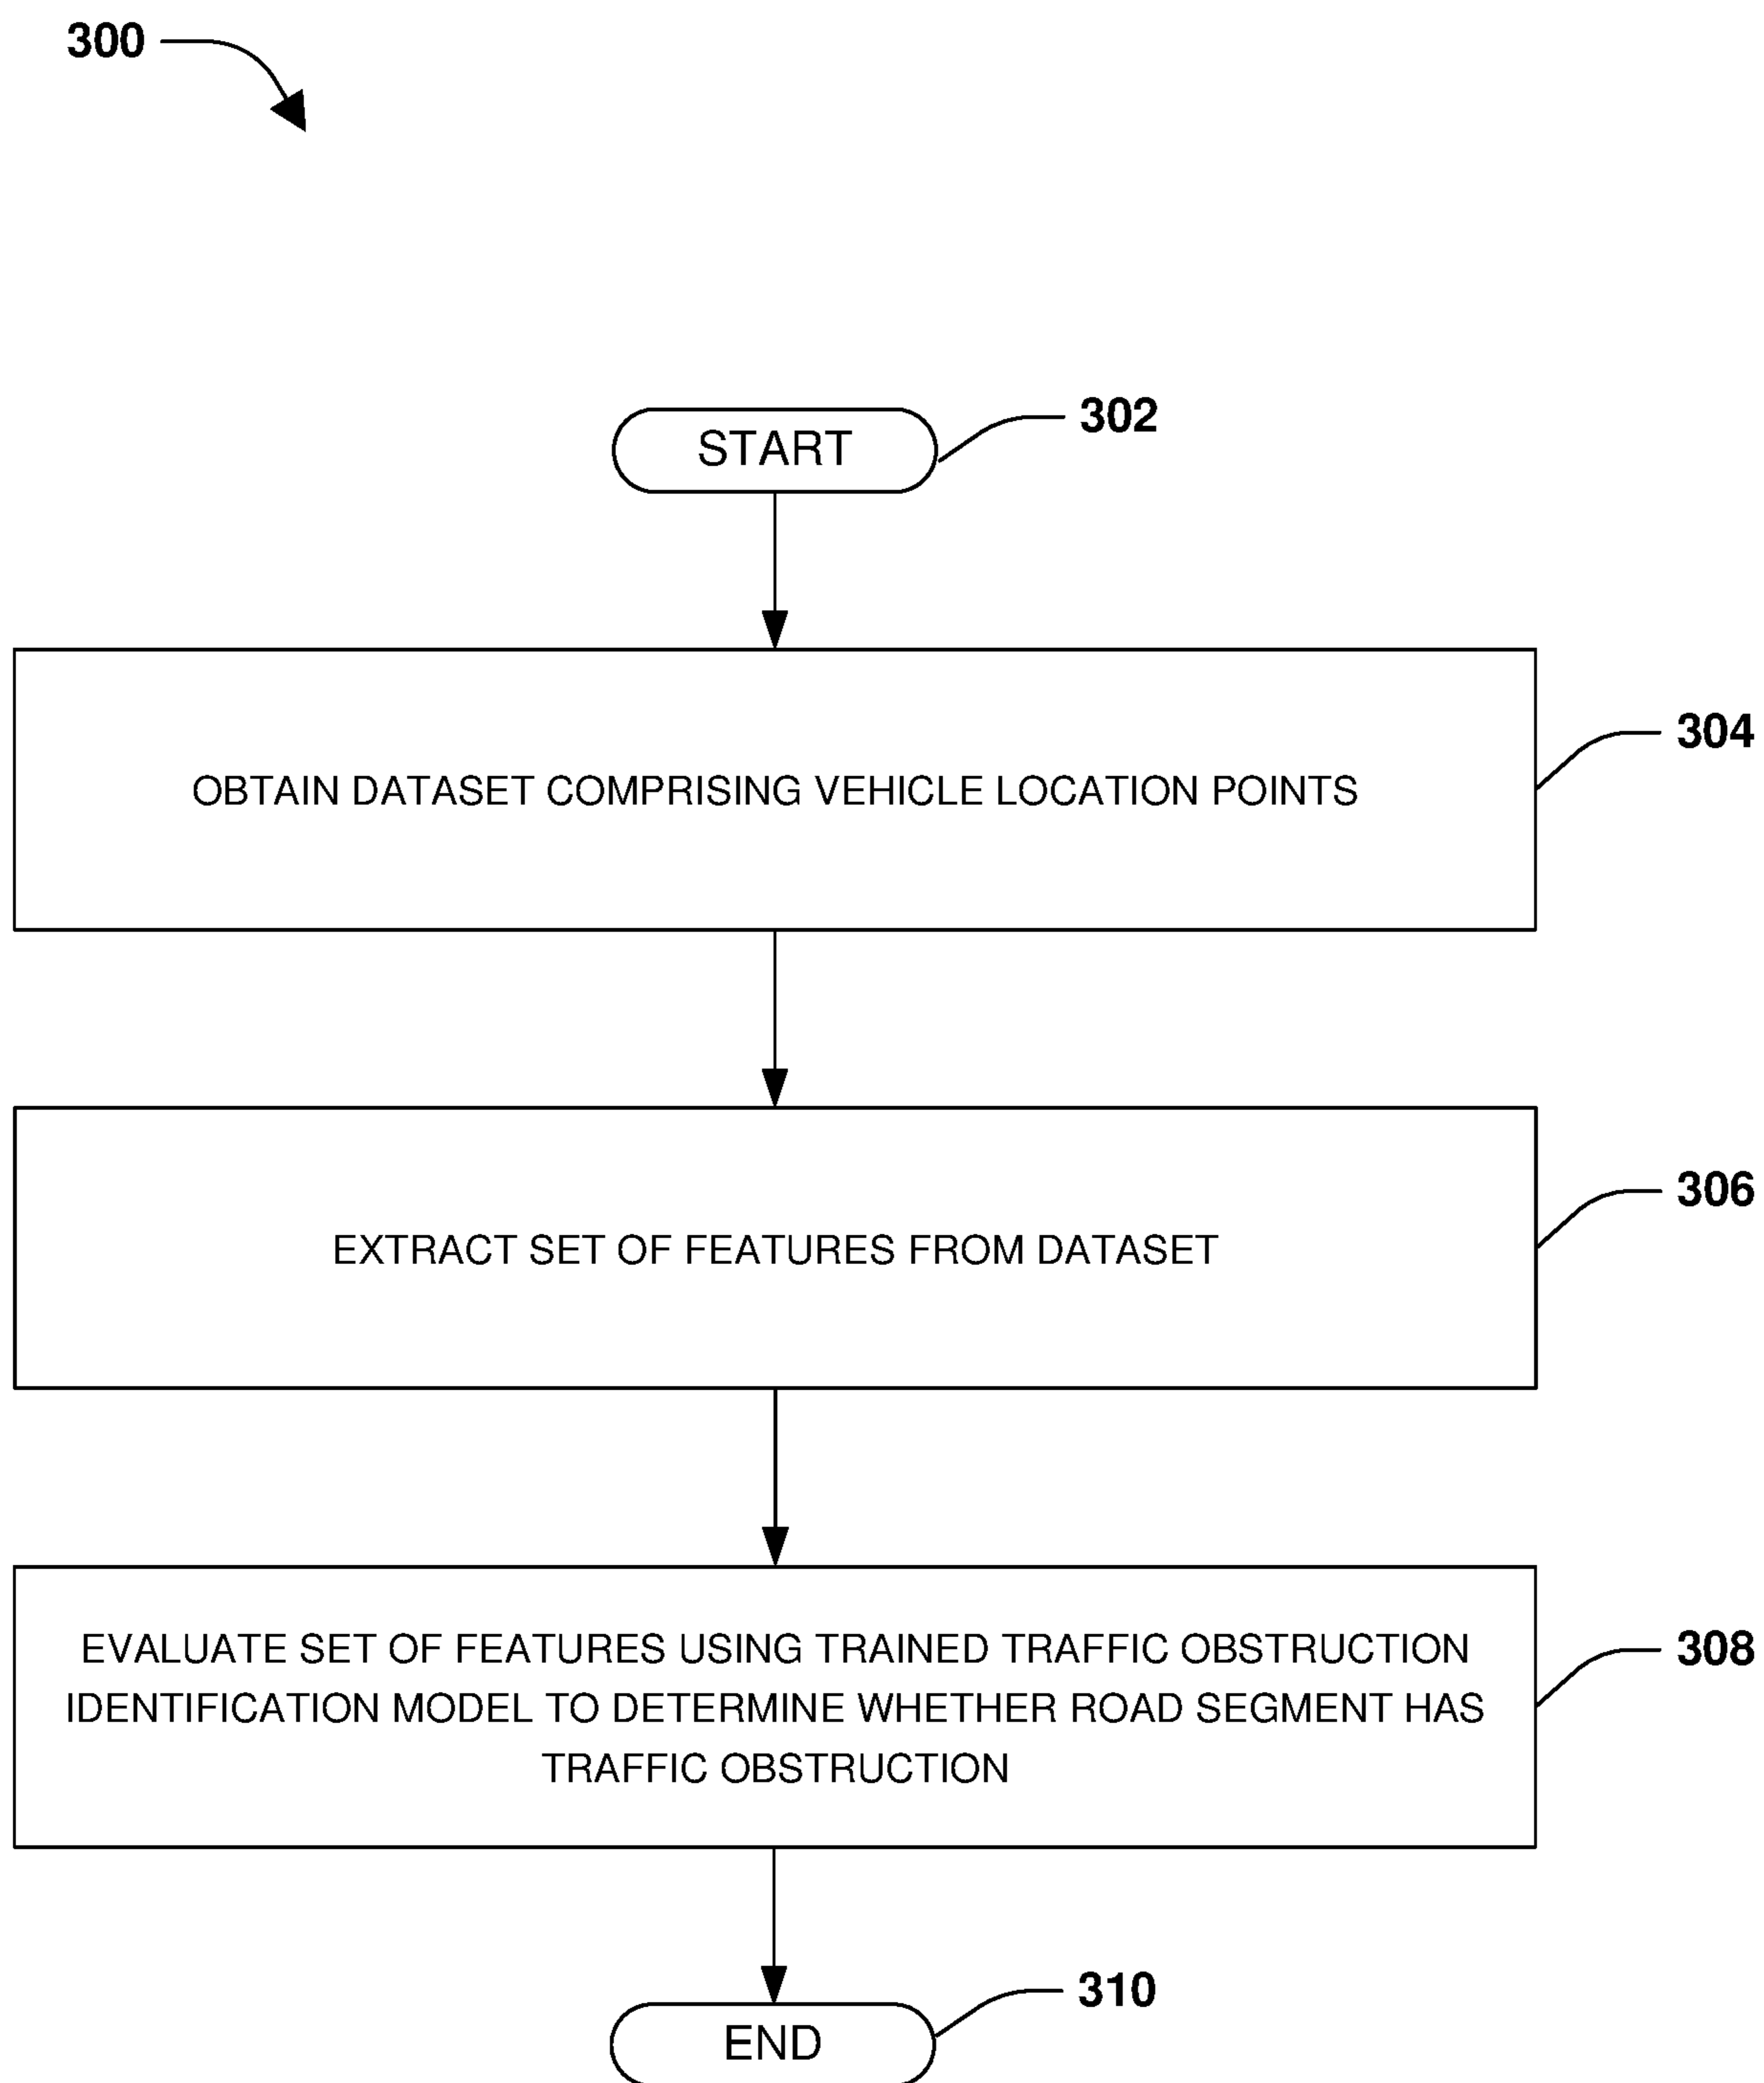 300
START
302
OBTAIN DATASET COMPRISING VEHICLE LOCATION POINTS
304
EXTRACT SET OF FEATURES FROM DATASET
306
EVALUATE SET OF FEATURES USING TRAINED TRAFFIC OBSTRUCTION
IDENTIFICATION MODEL TO DETERMINE WHETHER ROAD SEGMENT HAS
TRAFFIC OBSTRUCTION
308
END
310